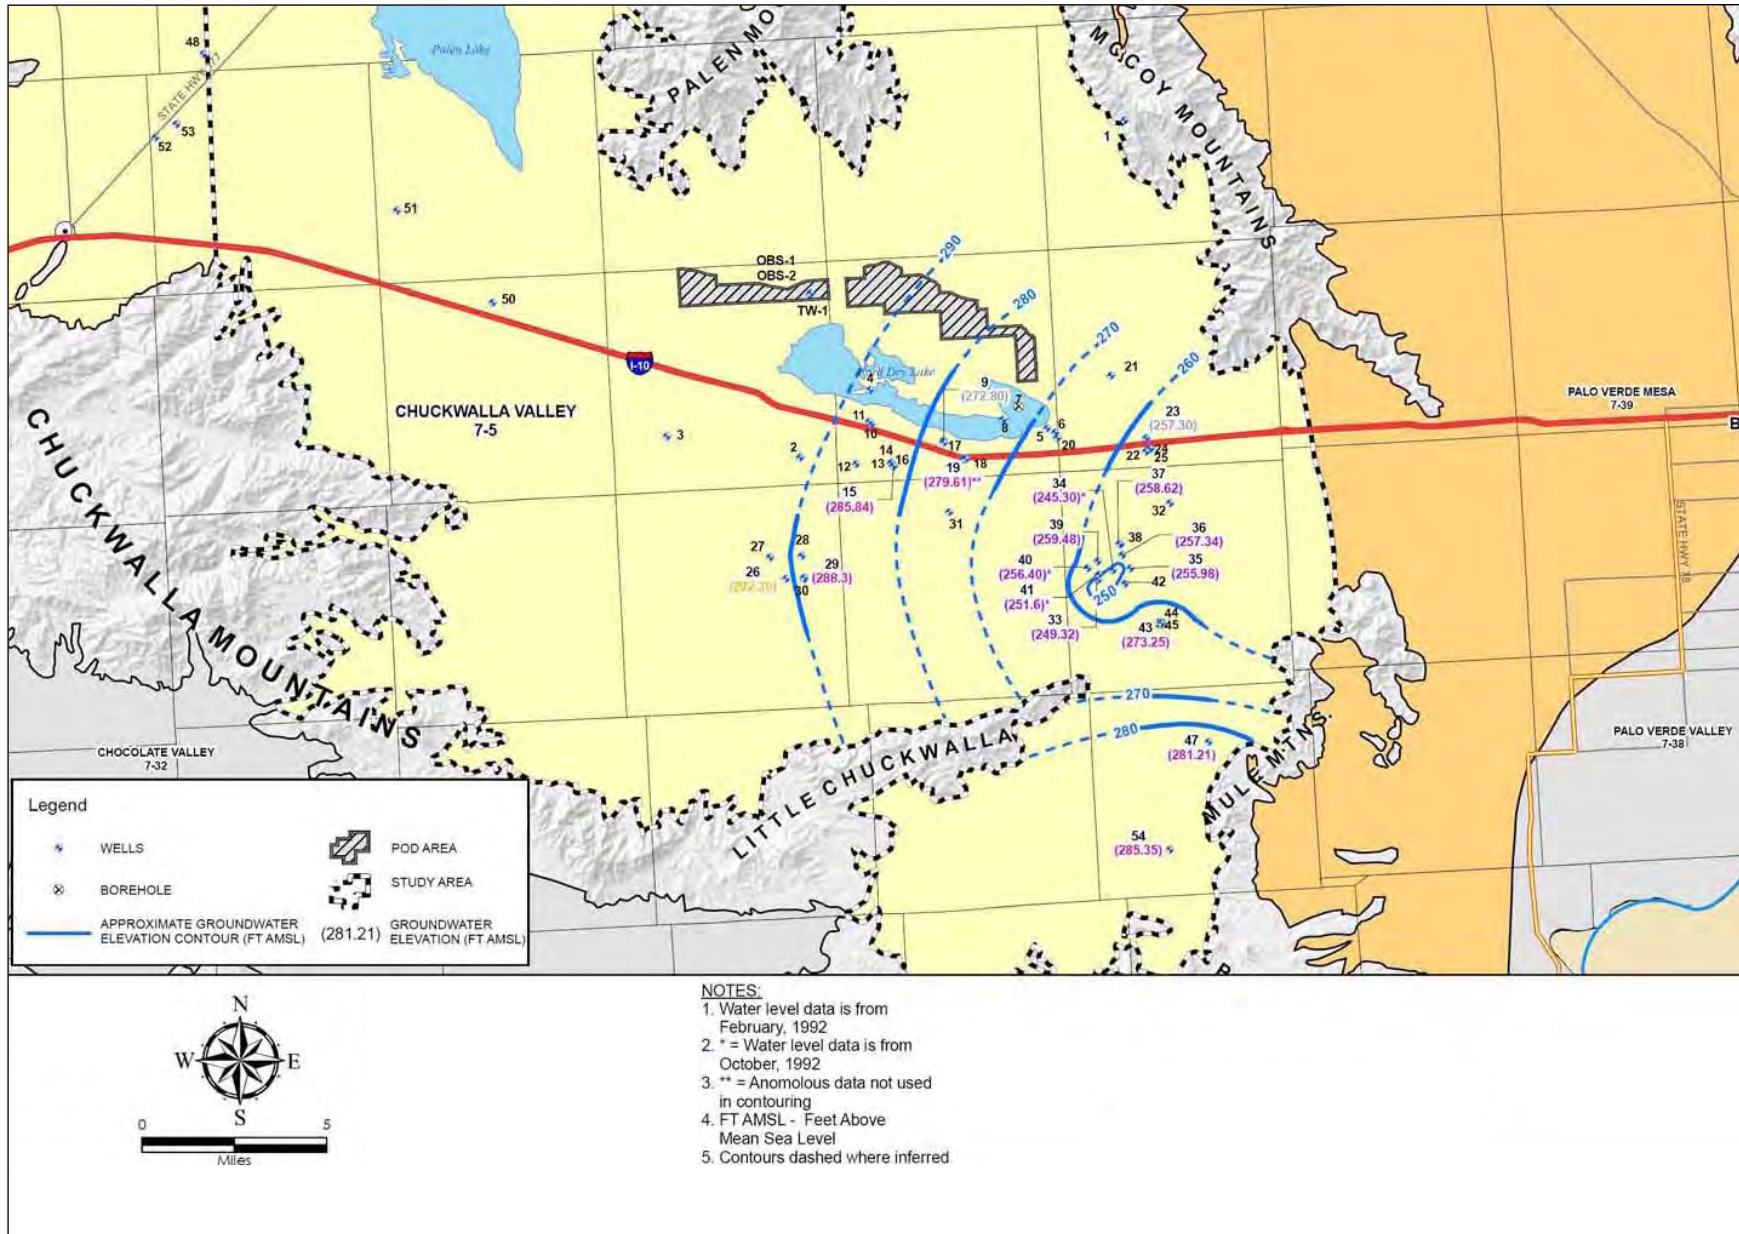 48
STATE HWY 177
53
52
51
50
Palen Lake
PALEN MO
MCCOY MOUNTAINS
1
OBS-1
OBS-2
TW-1
290
280
270
260
I-10
CHUCKWALLA VALLEY
7-5
3
2
4
Dry Lake
9
(272.80)
7
8
5
6
20
21
11
10
12
13
14
16
15
(285.84)
17
18
19
(279.61)**
23
(257.30)
22
24
25
PALO VERDE MESA
7-39
B
34
(245.30)*
37
(258.62)
32
31
39
(259.48)
38
36
(257.34)
40
(256.40)*
35
(255.98)
41
(251.6)*
42
250
33
(249.32)
44
43
45
(273.25)
27
28
26
29
(288.3)
30
STATE HWY 78
CHUCKWALLA MOUNTAINS
CHOCOLATE VALLEY
7-32
LITTLE CHUCKWALLA
270
280
47
(281.21)
MULE MTNS.
54
(285.35)
PALO VERDE VALLEY
7-38
Legend
WELLS
BOREHOLE
APPROXIMATE GROUNDWATER
ELEVATION CONTOUR (FT AMSL)
POD AREA
STUDY AREA
(281.21)
GROUNDWATER
ELEVATION (FT AMSL)
N
W
E
S
0
5
Miles
NOTES:
1. Water level data is from
February, 1992
2. * = Water level data is from
October, 1992
3. ** = Anomolous data not used
in contouring
4. FT AMSL - Feet Above
Mean Sea Level
5. Contours dashed where inferred